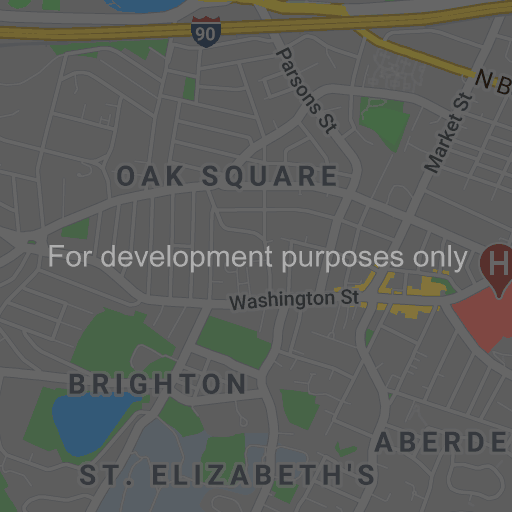 90
Parsons St
N B
Market St
OAK SQUARE
For development purposes only
H
Washington St
BRIGHTON
ABERDE
ST. ELIZABETH'S